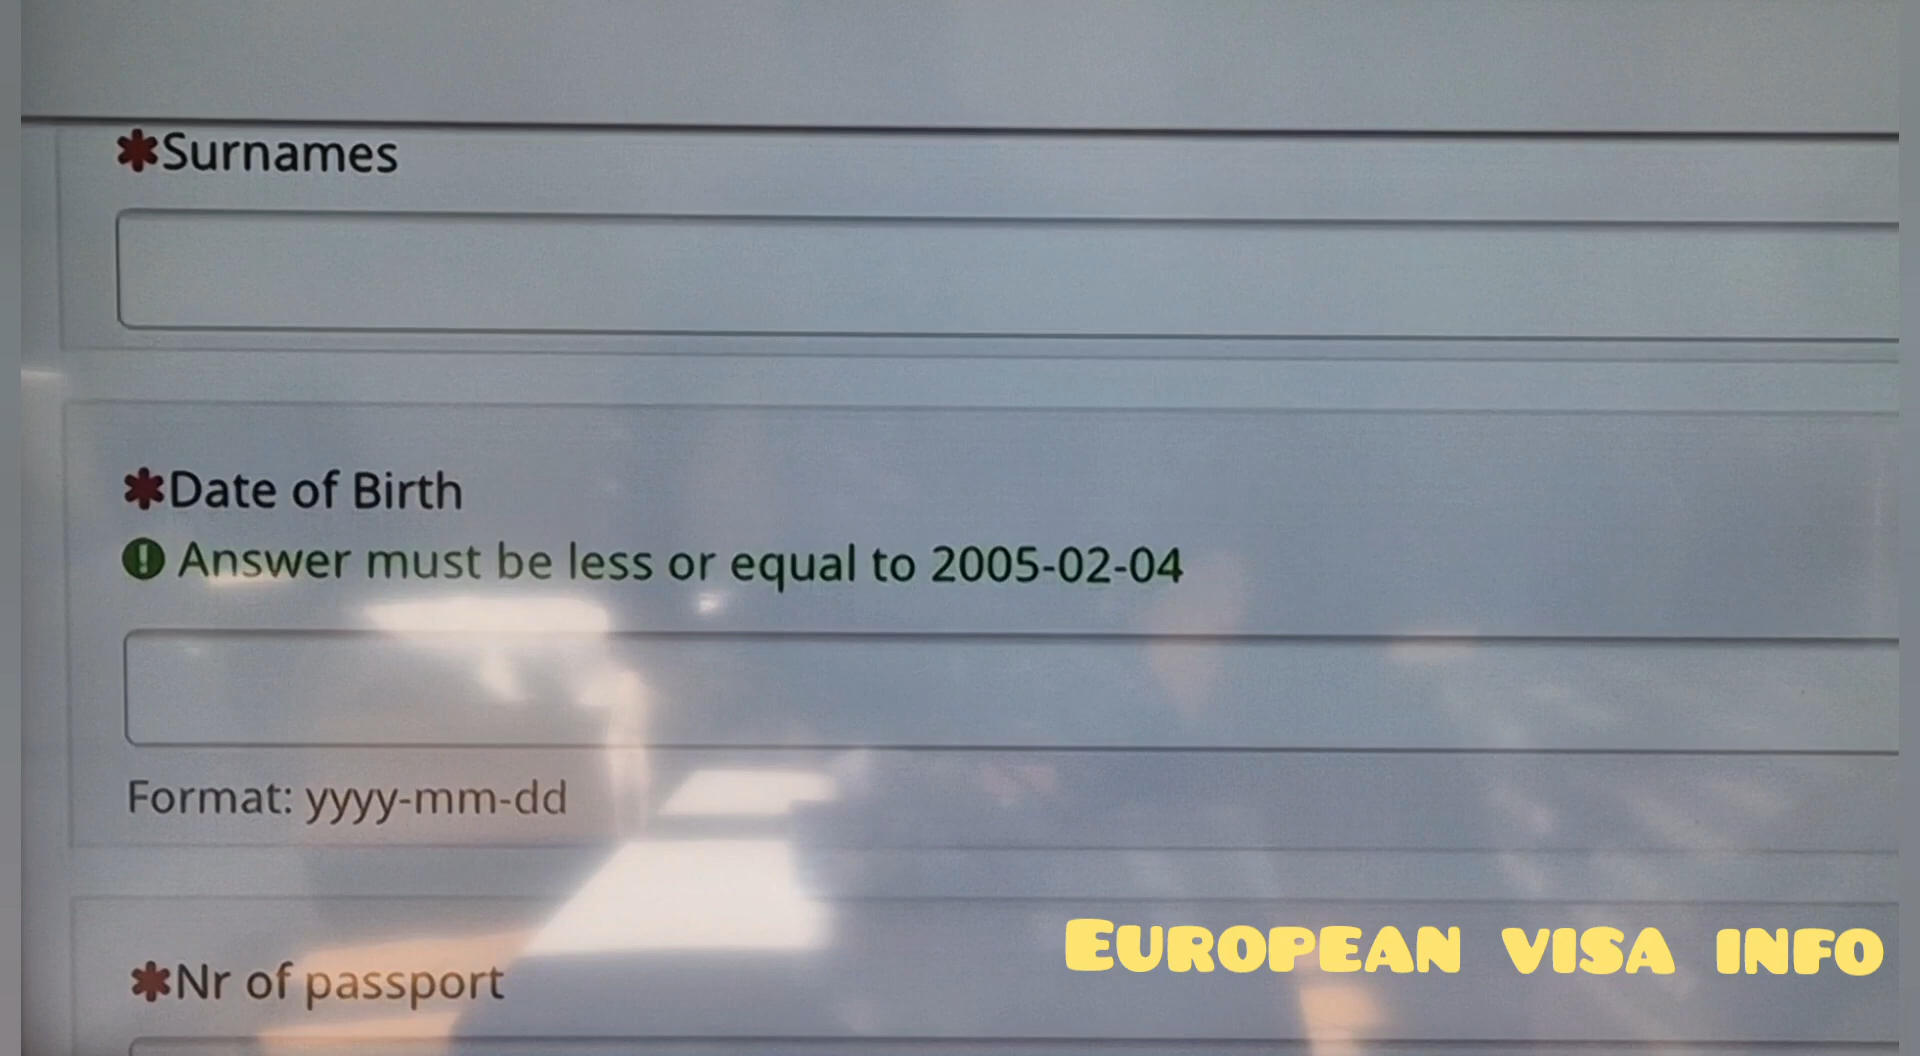 ✱Surnames
✱Date of Birth
! Answer must be less or equal to 2005-02-04
Format: yyyy-mm-dd
✱Nr of passport
EUROPEAN VISA INFO